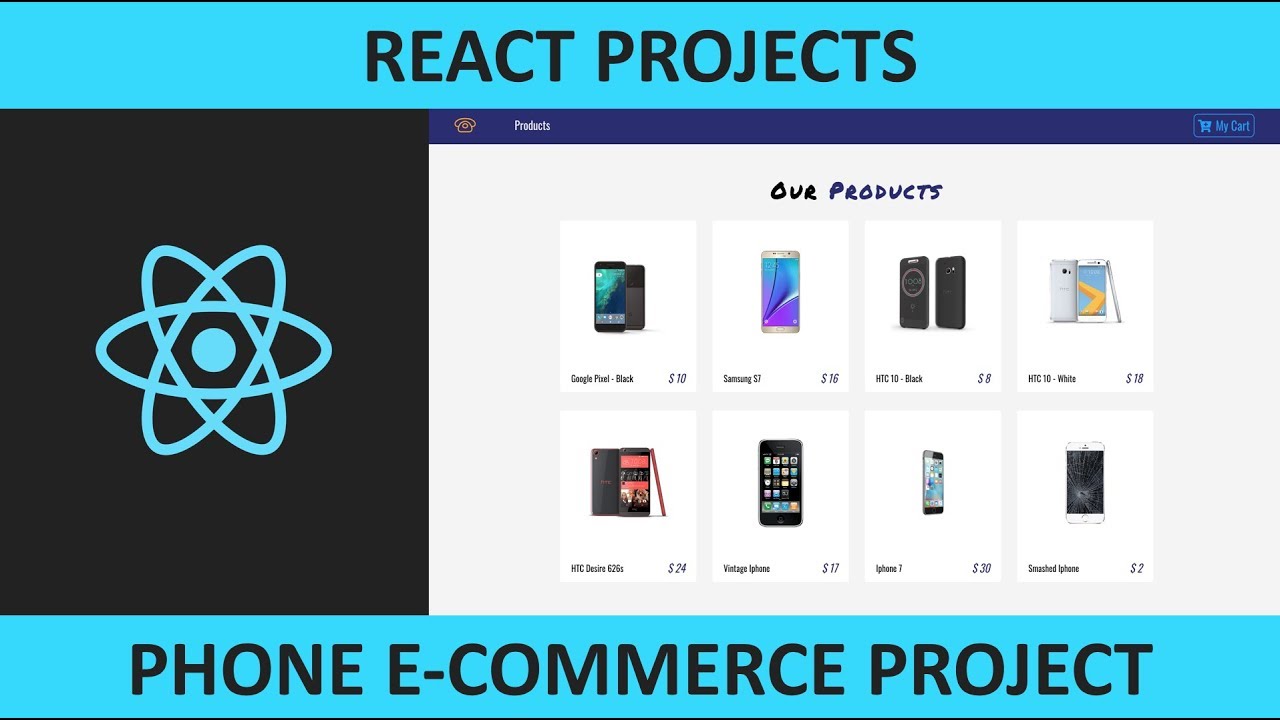 REACT PROJECTS
Products
My Cart
Our Products
Google Pixel - Black $ 10
Samsung S7 $ 16
HTC 10 - Black $ 8
HTC 10 - White $ 18
HTC Desire 626s $ 24
Vintage Iphone $ 17
Iphone 7 $ 30
Smashed Iphone $ 2
PHONE E-COMMERCE PROJECT